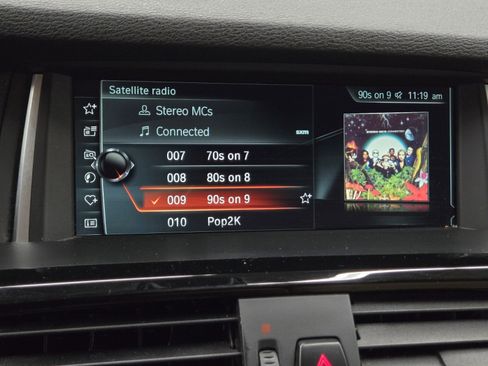 Satellite radio
90s on 9 11:19 am
Stereo MCs
Connected
sxm
007 70s on 7
008 80s on 8
009 90s on 9
010 Pop2K